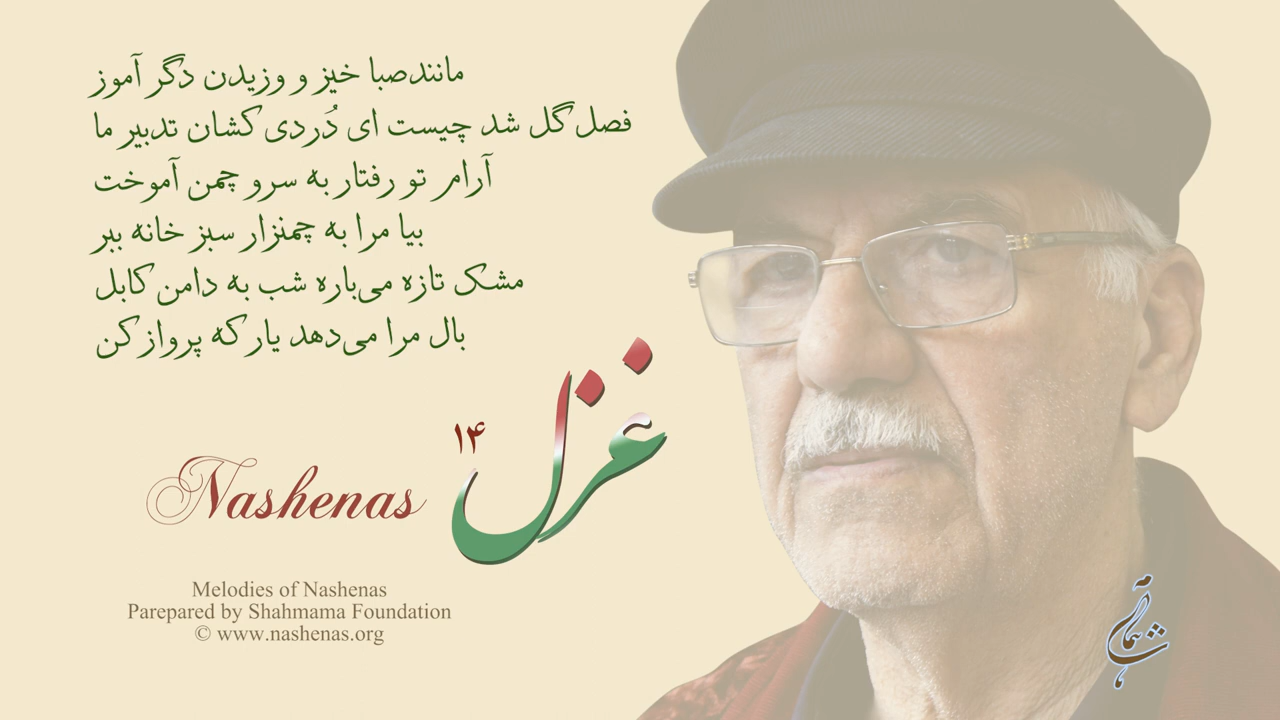 مانند صبا خیز و وزیدن دگر آموز
فصل گل شد چیست ای دُردی کشان تدبیر ما
آرام تو رفتار به سرو چمن آموخت
بیا مرا به چمنزار سبز خانه ببر
مشک تازه می‌باره شب به دامن کابل
بال مرا می‌دهد یار که پرواز کن
غزل ۱۴
Nashenas
Melodies of Nashenas
Parepared by Shahmama Foundation
© www.nashenas.org
شهمامه